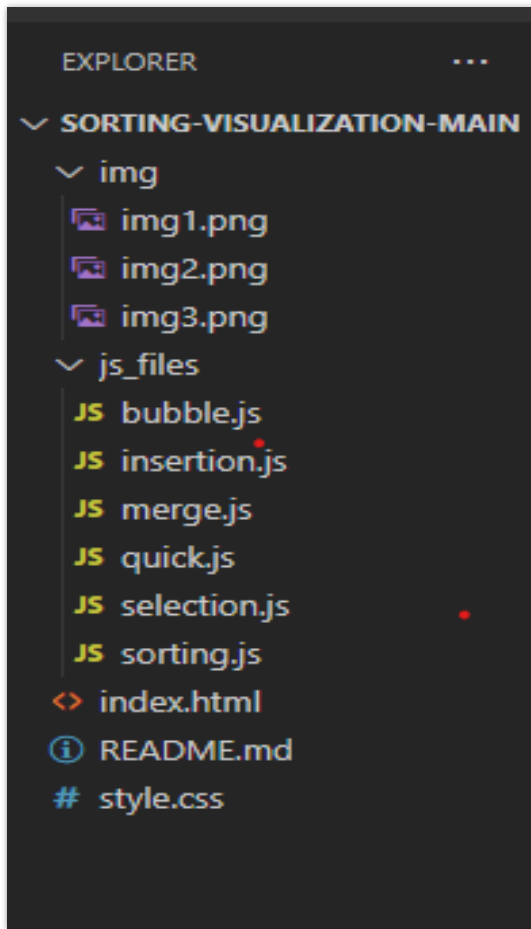 EXPLORER ...
SORTING-VISUALIZATION-MAIN
img
img1.png
img2.png
img3.png
js_files
JS bubble.js
JS insertion.js
JS merge.js
JS quick.js
JS selection.js
JS sorting.js
<> index.html
README.md
# style.css